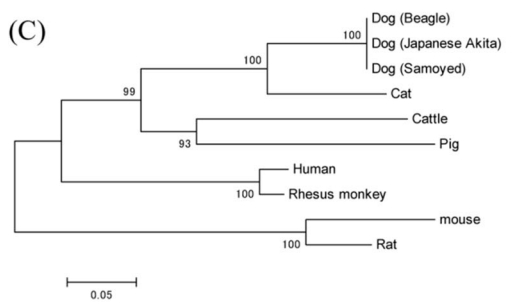 (C)
Dog (Beagle)
100
Dog (Japanese Akita)
100
Dog (Samoyed)
99
Cat
Cattle
93
Pig
Human
100
Rhesus monkey
mouse
100
Rat
0.05